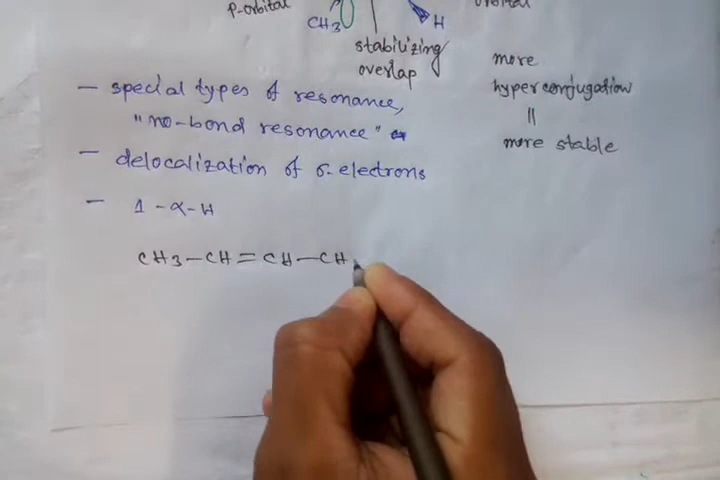 p-orbital
orbital
CH3
H
stabilizing
overlap
more
hyperconjugation
||
more stable
- special types of resonance,
"no-bond resonance"
- delocalization of σ-electrons
- 1-α-H
CH3-CH=CH-CH